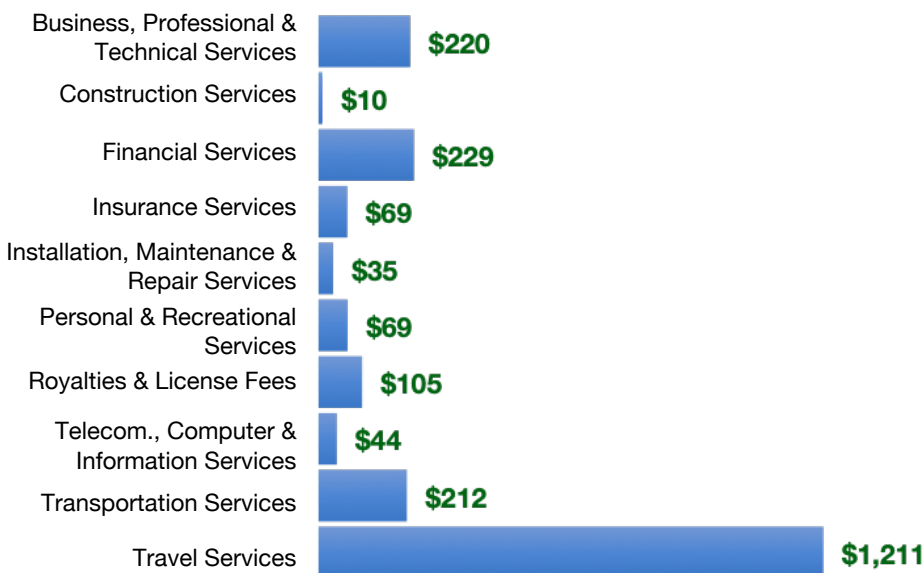 Business, Professional &
Technical Services
$220
Construction Services
$10
Financial Services
$229
Insurance Services
$69
Installation, Maintenance &
Repair Services
$35
Personal & Recreational
Services
$69
Royalties & License Fees
$105
Telecom., Computer &
Information Services
$44
Transportation Services
$212
Travel Services
$1,211